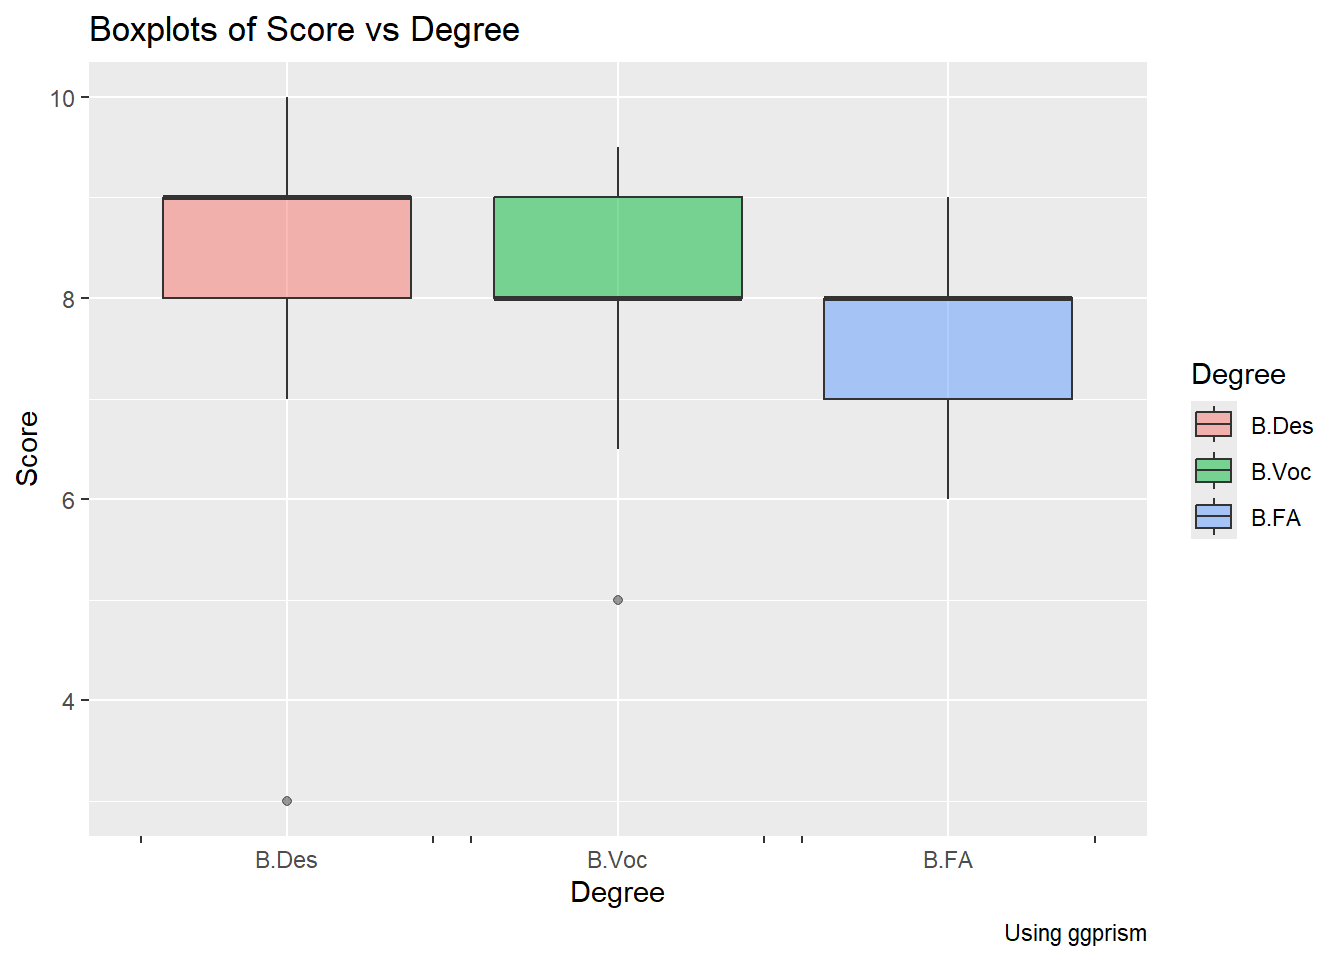 Boxplots of Score vs Degree
10
8
6
4
Score
B.Des
B.Voc
B.FA
Degree
Degree
B.Des
B.Voc
B.FA
Using ggprism